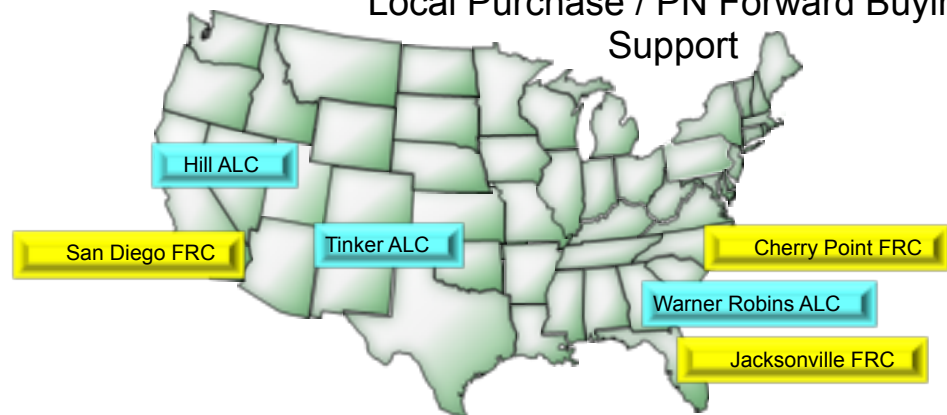 Local Purchase / PN Forward
Support
Hill ALC
Tinker ALC
San Diego FRC
Cherry Point FRC
Warner Robins ALC
Jacksonville FRC